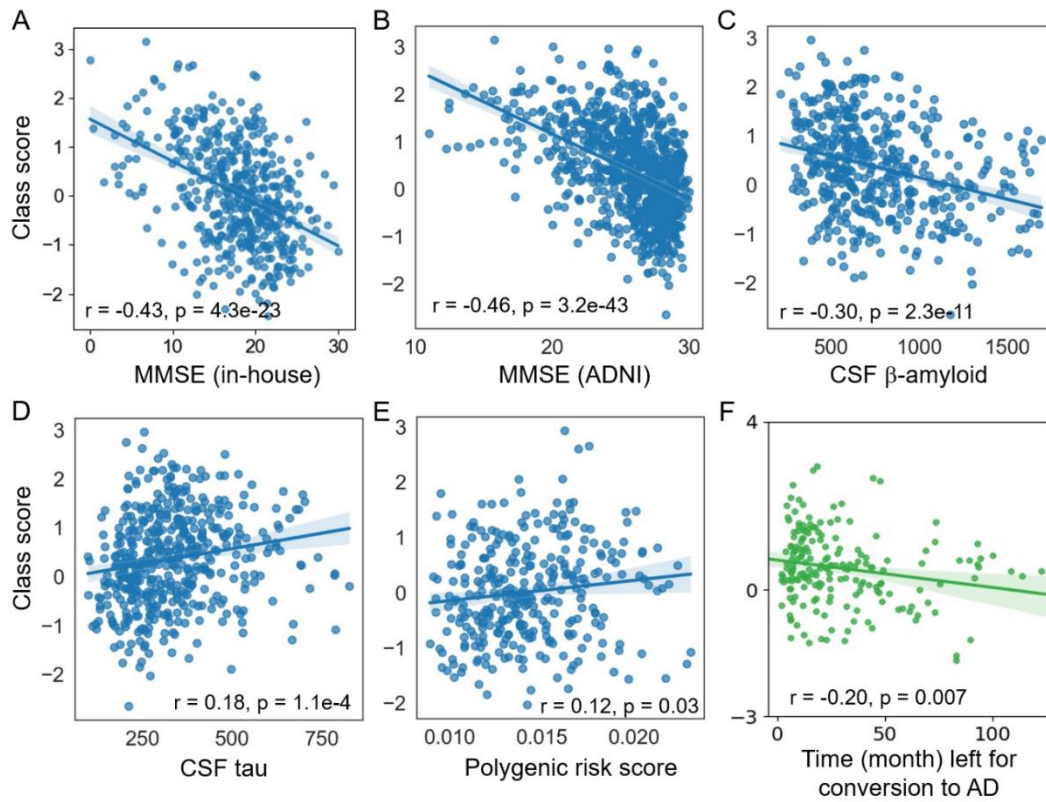 A
B
C
3
2
1
0
−1
−2
Class score
r = -0.43, p = 4.3e-23
0 10 20 30
MMSE (in-house)
3
2
1
0
−1
−2
r = -0.46, p = 3.2e-43
20 30
MMSE (ADNI)
3
2
1
0
−1
−2
r = -0.30, p = 2.3e-11
500 1000 1500
CSF β-amyloid
D
E
F
3
2
1
0
−1
−2
Class score
r = 0.18, p = 1.1e-4
250 500 750
CSF tau
3
2
1
0
−1
−2
r = 0.12, p = 0.03
0.010 0.015 0.020
Polygenic risk score
4
0
−3
r = -0.20, p = 0.007
0 50 100
Time (month) left for
conversion to AD